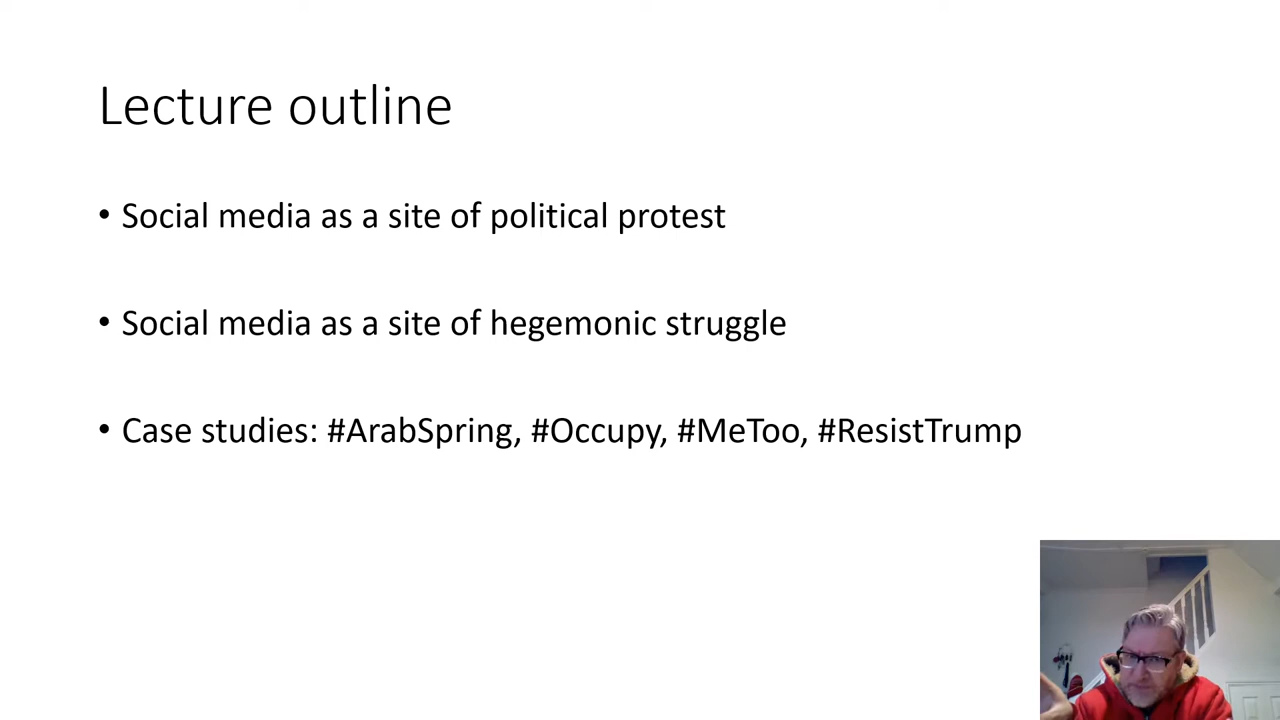 Lecture outline
• Social media as a site of political protest
• Social media as a site of hegemonic struggle
• Case studies: #ArabSpring, #Occupy, #MeToo, #ResistTrump